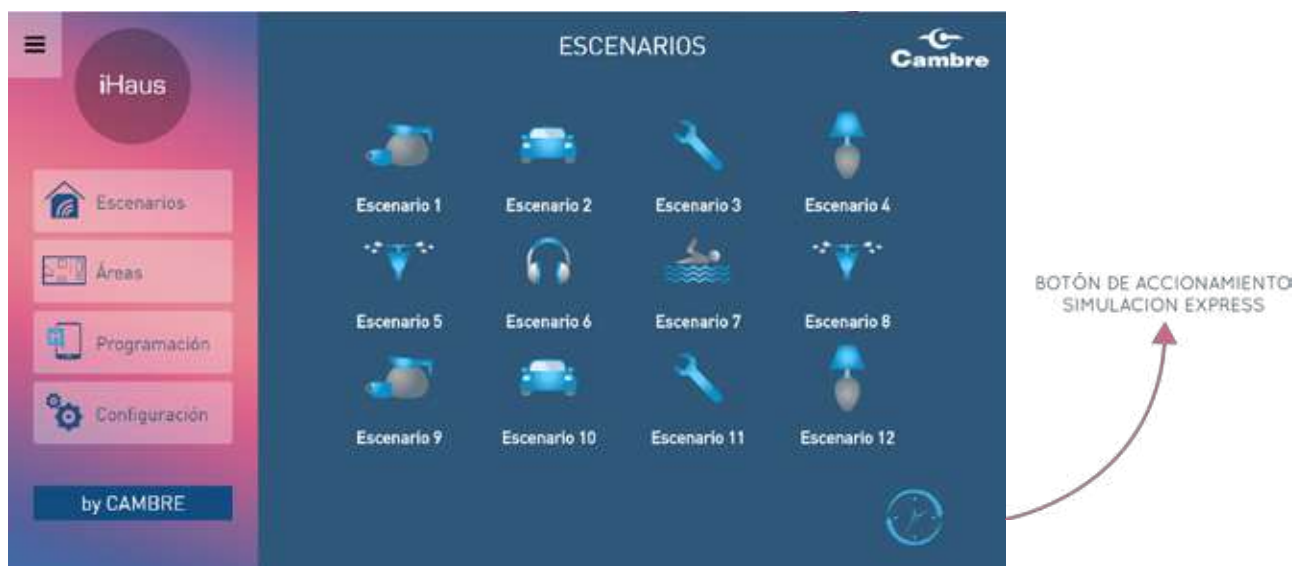 iHaus
Escenarios
Áreas
Programación
Configuración
by CAMBRE
ESCENARIOS
Cambre
Escenario 1 Escenario 2 Escenario 3 Escenario 4
Escenario 5 Escenario 6 Escenario 7 Escenario 8
Escenario 9 Escenario 10 Escenario 11 Escenario 12
BOTÓN DE ACCIONAMIENTO
SIMULACION EXPRESS